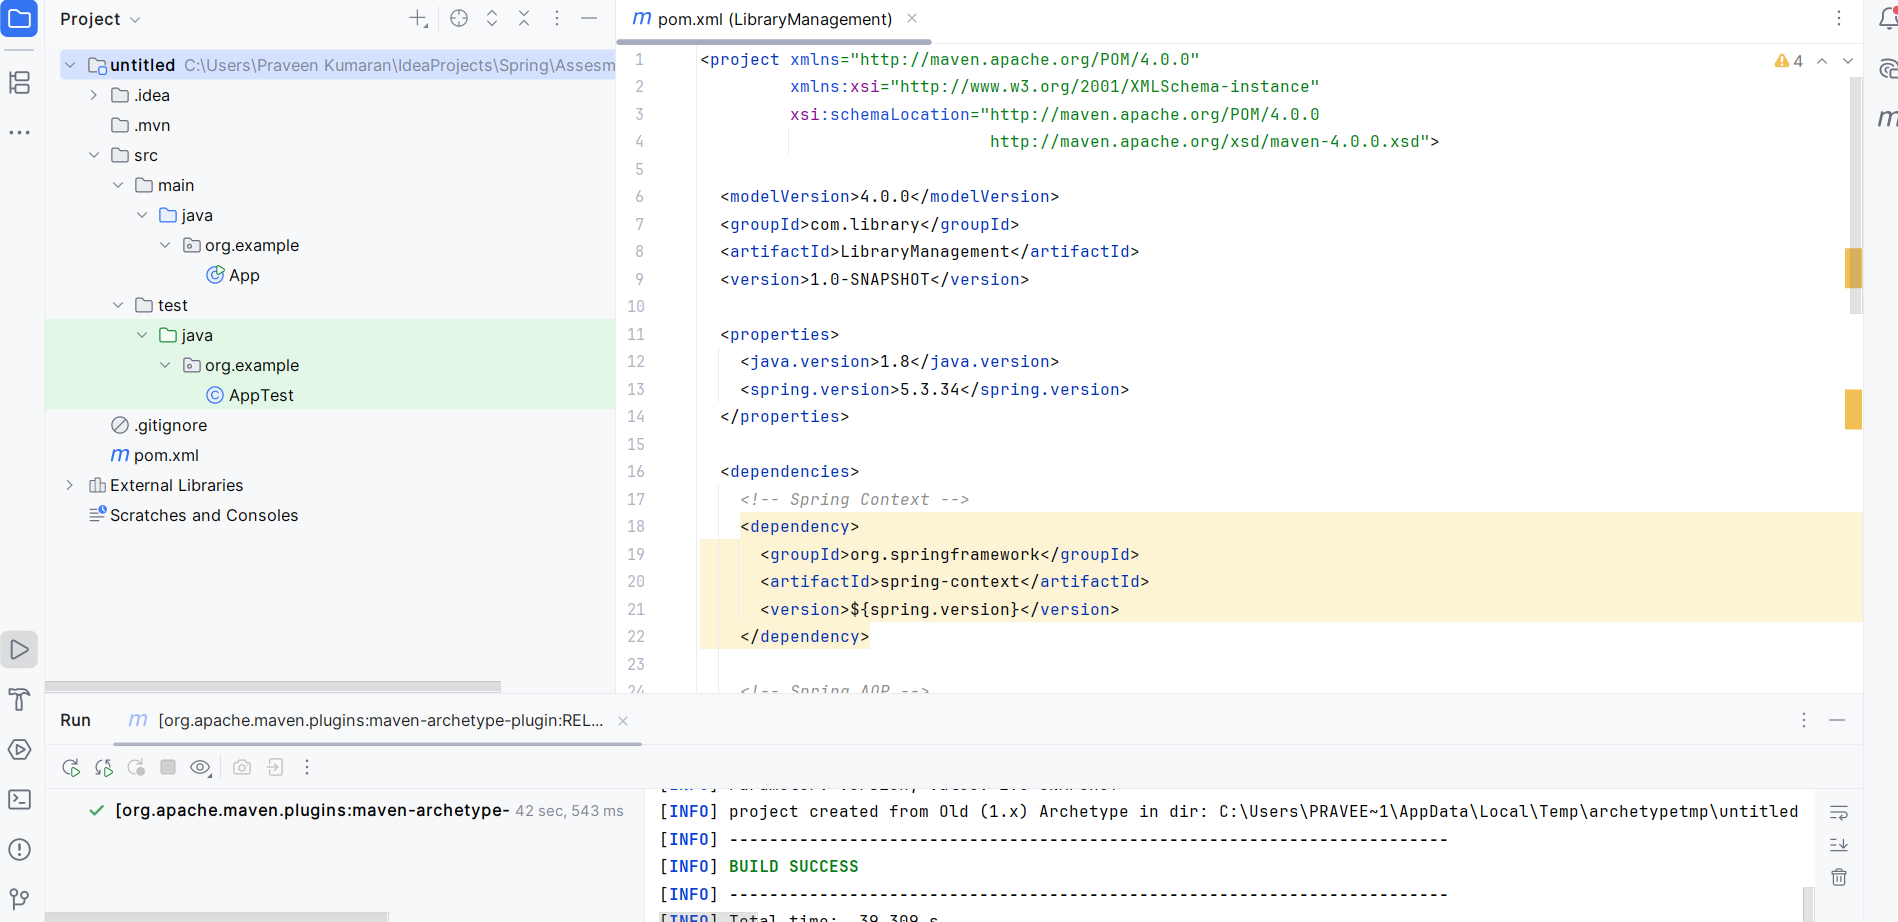 Project
untitled C:\Users\Praveen Kumaran\IdeaProjects\Spring\Assesm
.idea
.mvn
src
main
java
org.example
App
test
java
org.example
AppTest
.gitignore
pom.xml
External Libraries
Scratches and Consoles
pom.xml (LibraryManagement)
4
1 <project xmlns="http://maven.apache.org/POM/4.0.0"
2 xmlns:xsi="http://www.w3.org/2001/XMLSchema-instance"
3 xsi:schemaLocation="http://maven.apache.org/POM/4.0.0
4 http://maven.apache.org/xsd/maven-4.0.0.xsd">
5
6 <modelVersion>4.0.0</modelVersion>
7 <groupId>com.library</groupId>
8 <artifactId>LibraryManagement</artifactId>
9 <version>1.0-SNAPSHOT</version>
10
11 <properties>
12 <java.version>1.8</java.version>
13 <spring.version>5.3.34</spring.version>
14 </properties>
15
16 <dependencies>
17 <!-- Spring Context -->
18 <dependency>
19 <groupId>org.springframework</groupId>
20 <artifactId>spring-context</artifactId>
21 <version>${spring.version}</version>
22 </dependency>
23
24 <!-- Spring AOP -->
Run
[org.apache.maven.plugins:maven-archetype-plugin:REL...
[org.apache.maven.plugins:maven-archetype- 42 sec, 543 ms
[INFO] project created from Old (1.x) Archetype in dir: C:\Users\PRAVEE~1\AppData\Local\Temp\archetypetmp\untitled
[INFO] ------------------------------------------------------------------------
[INFO] BUILD SUCCESS
[INFO] ------------------------------------------------------------------------
[INFO] Total time: 39.309 s